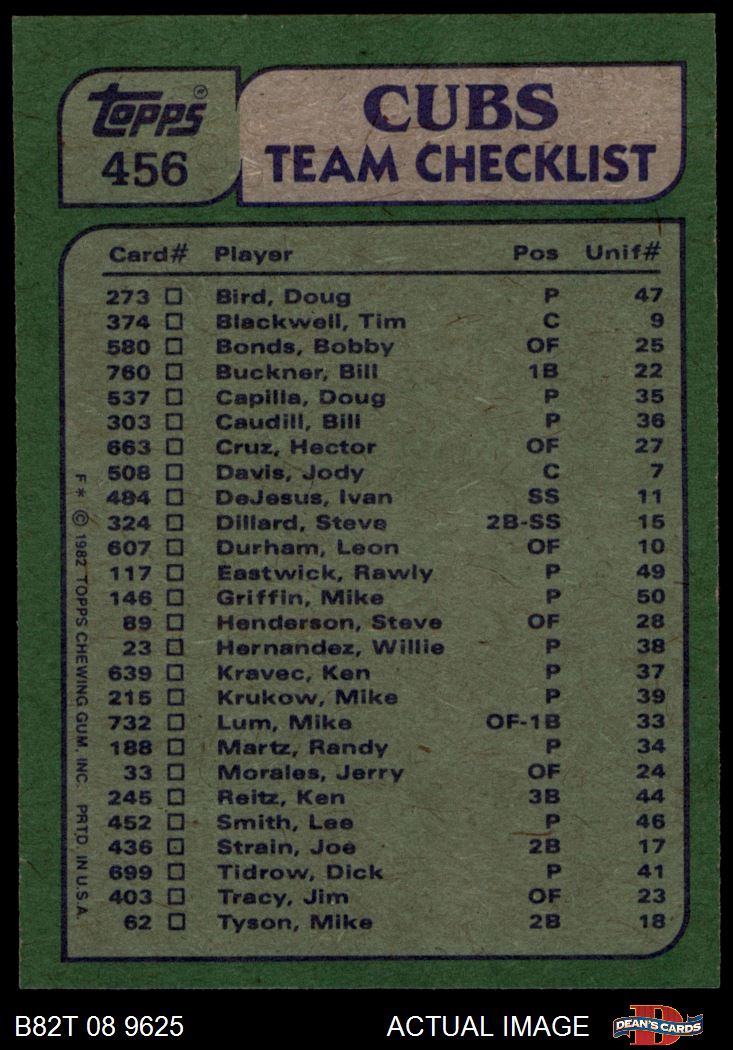 Topps®
456
CUBS
TEAM CHECKLIST
Card# Player Pos Unif#
273 Bird, Doug P 47
374 Blackwell, Tim C 9
580 Bonds, Bobby OF 25
760 Buckner, Bill 1B 22
537 Capilla, Doug P 35
303 Caudill, Bill P 36
663 Cruz, Hector OF 27
508 Davis, Jody C 7
484 DeJesus, Ivan SS 11
324 Dillard, Steve 2B-SS 15
607 Durham, Leon OF 10
117 Eastwick, Rawly P 49
146 Griffin, Mike P 50
89 Henderson, Steve OF 28
23 Hernandez, Willie P 38
639 Kravec, Ken P 37
215 Krukow, Mike P 39
732 Lum, Mike OF-1B 33
188 Martz, Randy P 34
33 Morales, Jerry OF 24
245 Reitz, Ken 3B 44
452 Smith, Lee P 46
436 Strain, Joe 2B 17
699 Tidrow, Dick P 41
403 Tracy, Jim OF 23
62 Tyson, Mike 2B 18
F* © 1982 TOPPS CHEWING GUM, INC. PRTD. IN U.S.A.
B82T 08 9625 ACTUAL IMAGE
D
DEAN'S CARDS